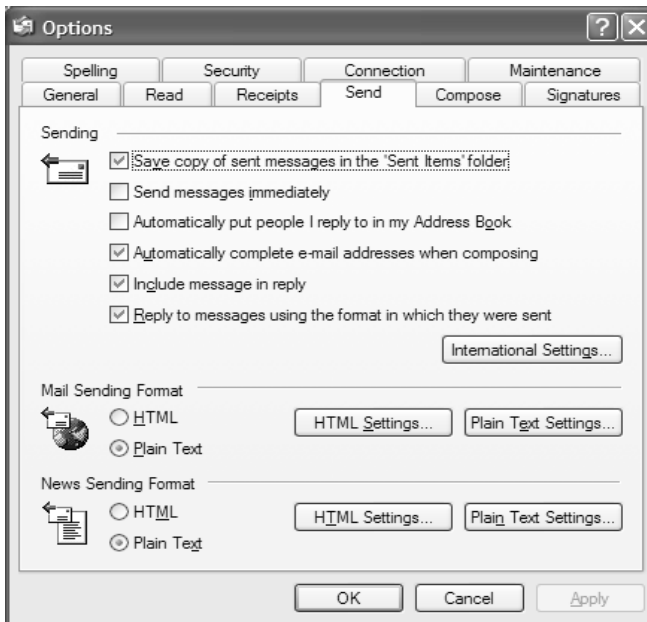 Options
Spelling Security Connection Maintenance
General Read Receipts Send Compose Signatures
Sending
Save copy of sent messages in the 'Sent Items' folder
Send messages immediately
Automatically put people I reply to in my Address Book
Automatically complete e-mail addresses when composing
Include message in reply
Reply to messages using the format in which they were sent
International Settings...
Mail Sending Format
HTML HTML Settings... Plain Text Settings...
Plain Text
News Sending Format
HTML HTML Settings... Plain Text Settings...
Plain Text
OK Cancel Apply